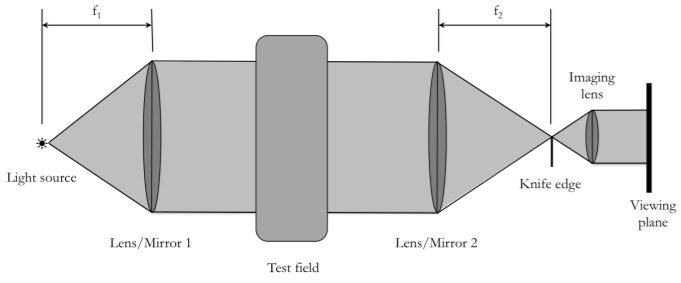 f₁
f₂
Imaging
lens
Light source
Knife edge
Viewing
plane
Lens/Mirror 1
Lens/Mirror 2
Test field